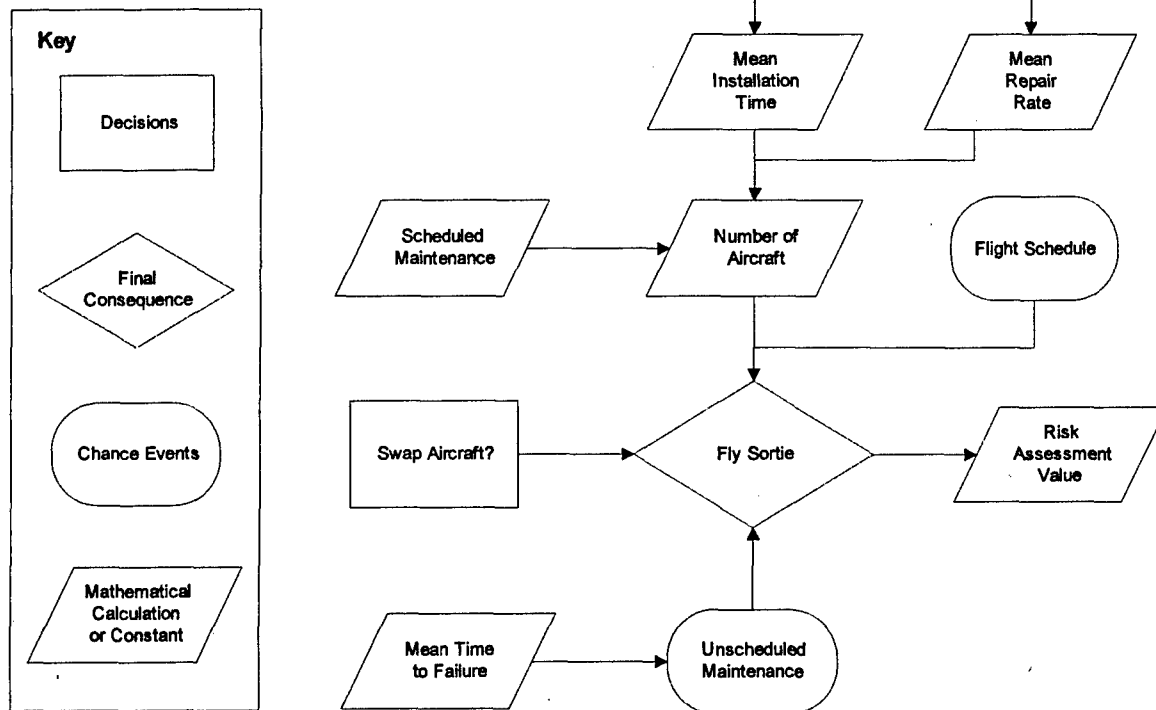 Key
Decisions
Final
Consequence
Chance Events
Mathematical
Calculation
or Constant
Mean
Installation
Time
Mean
Repair
Rate
Scheduled
Maintenance
Number of
Aircraft
Flight Schedule
Swap Aircraft?
Fly Sortie
Risk
Assessment
Value
Mean Time
to Failure
Unscheduled
Maintenance